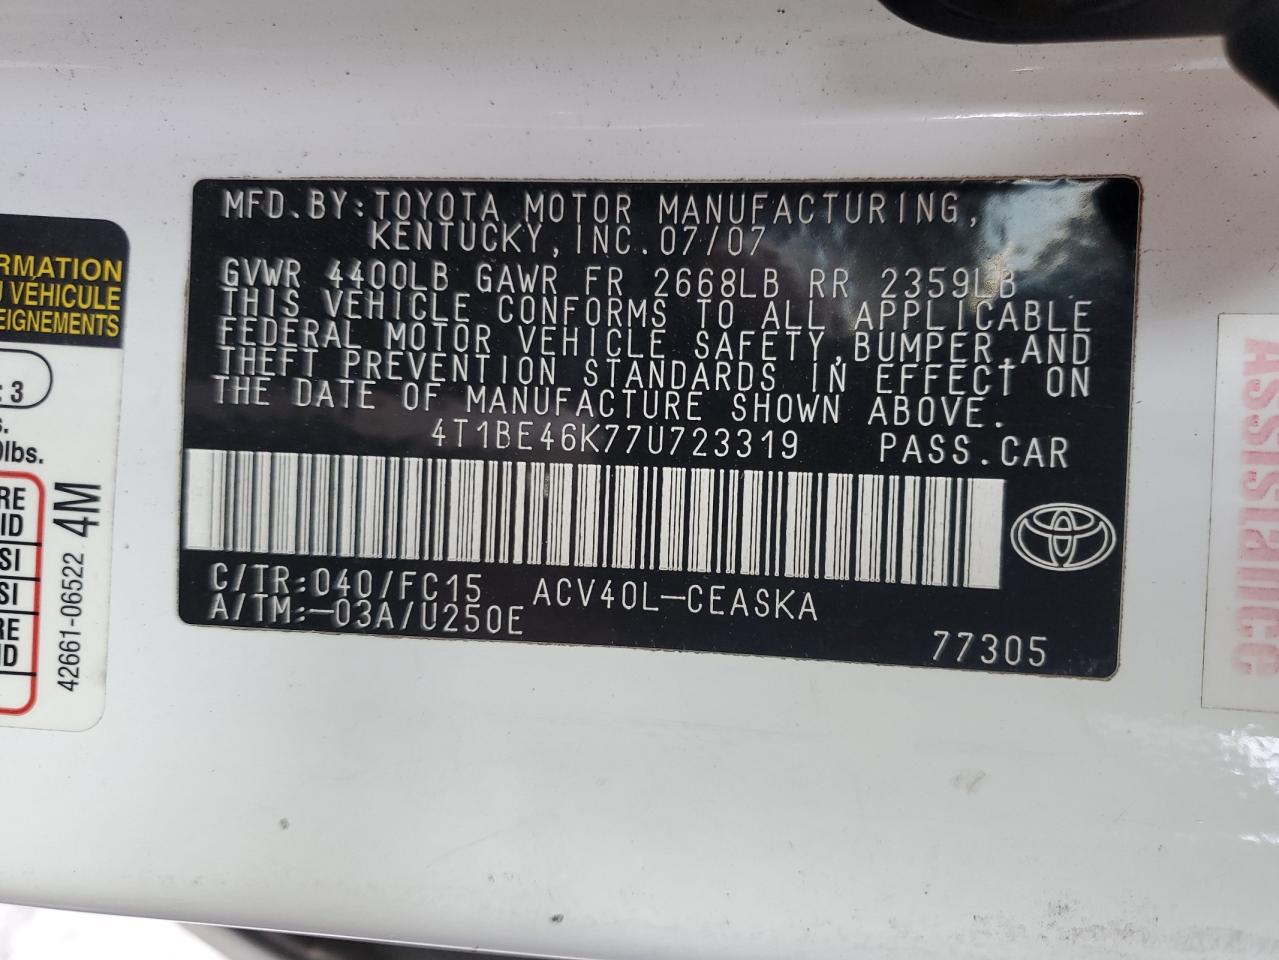 MFD.BY:TOYOTA MOTOR MANUFACTURING,
KENTUCKY,INC.07/07
GVWR 4400LB GAWR FR 2668LB RR 2359LB
THIS VEHICLE CONFORMS TO ALL APPLICABLE
FEDERAL MOTOR VEHICLE SAFETY,BUMPER,AND
THEFT PREVENTION STANDARDS IN EFFECT ON
THE DATE OF MANUFACTURE SHOWN ABOVE.
4T1BE46K77U723319 PASS.CAR
C/TR:040/FC15 ACV40L-CEASKA
A/TM:-03A/U250E
77305
RMATION
U VÉHICULE
EIGNEMENTS
: 3
s.
0lbs.
RE
ID
SI
SI
RE
ID
42661-06522 4M
Assistance